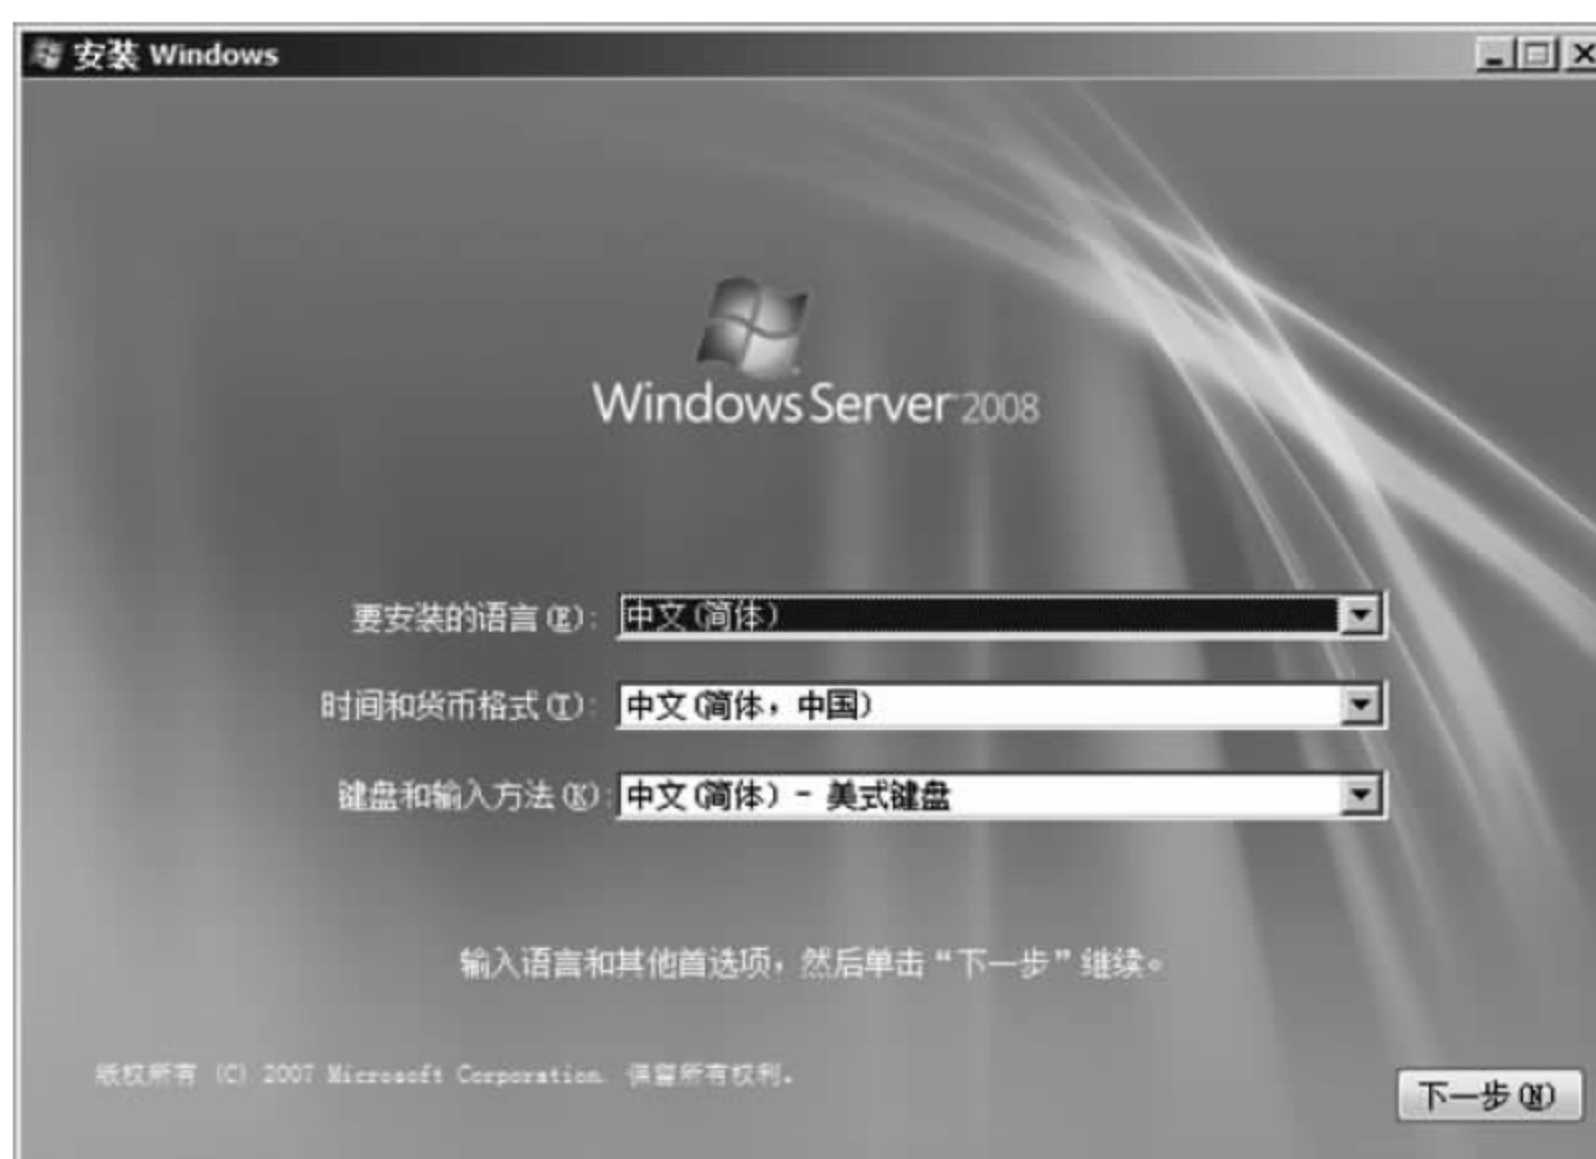 安装 Windows
Windows Server 2008
要安装的语言(E): 中文(简体)
时间和货币格式(T): 中文(简体，中国)
键盘和输入方法(K): 中文(简体) - 美式键盘
输入语言和其他首选项，然后单击“下一步”继续。
版权所有 (C) 2007 Microsoft Corporation. 保留所有权利。
下一步(N)